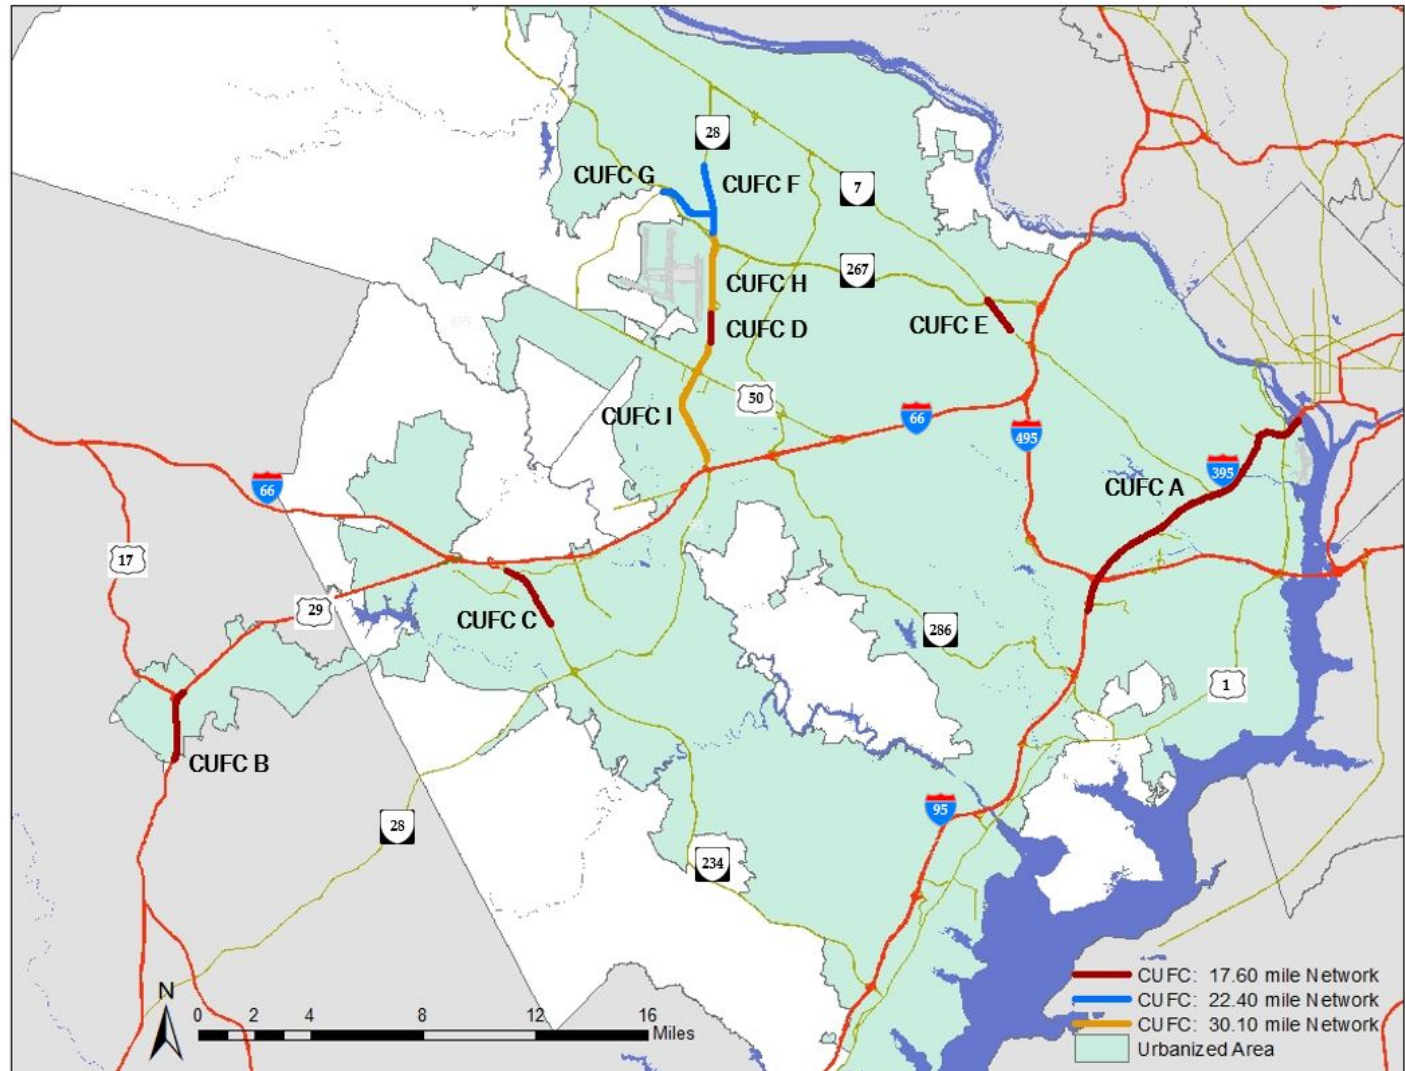 28
CUFC G
CUFC F
7
267
CUFC H
CUFC D
CUFC E
50
CUFC I
66
495
395
CUFC A
66
17
29
CUFC C
286
1
CUFC B
95
28
234
N
0 2 4 8 12 16
Miles
CUFC: 17.60 mile Network
CUFC: 22.40 mile Network
CUFC: 30.10 mile Network
Urbanized Area